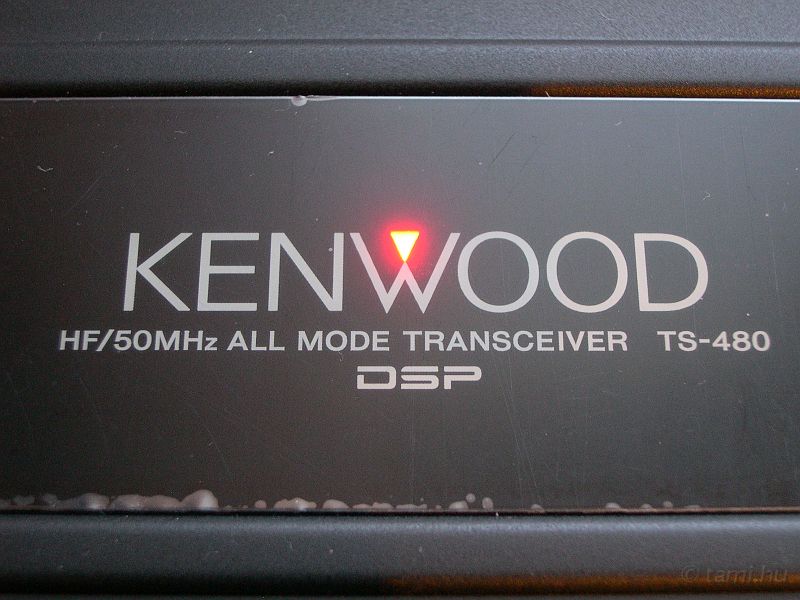 KENWOOD
HF/50MHz ALL MODE TRANSCEIVER TS-480
DSP
© tami.hu